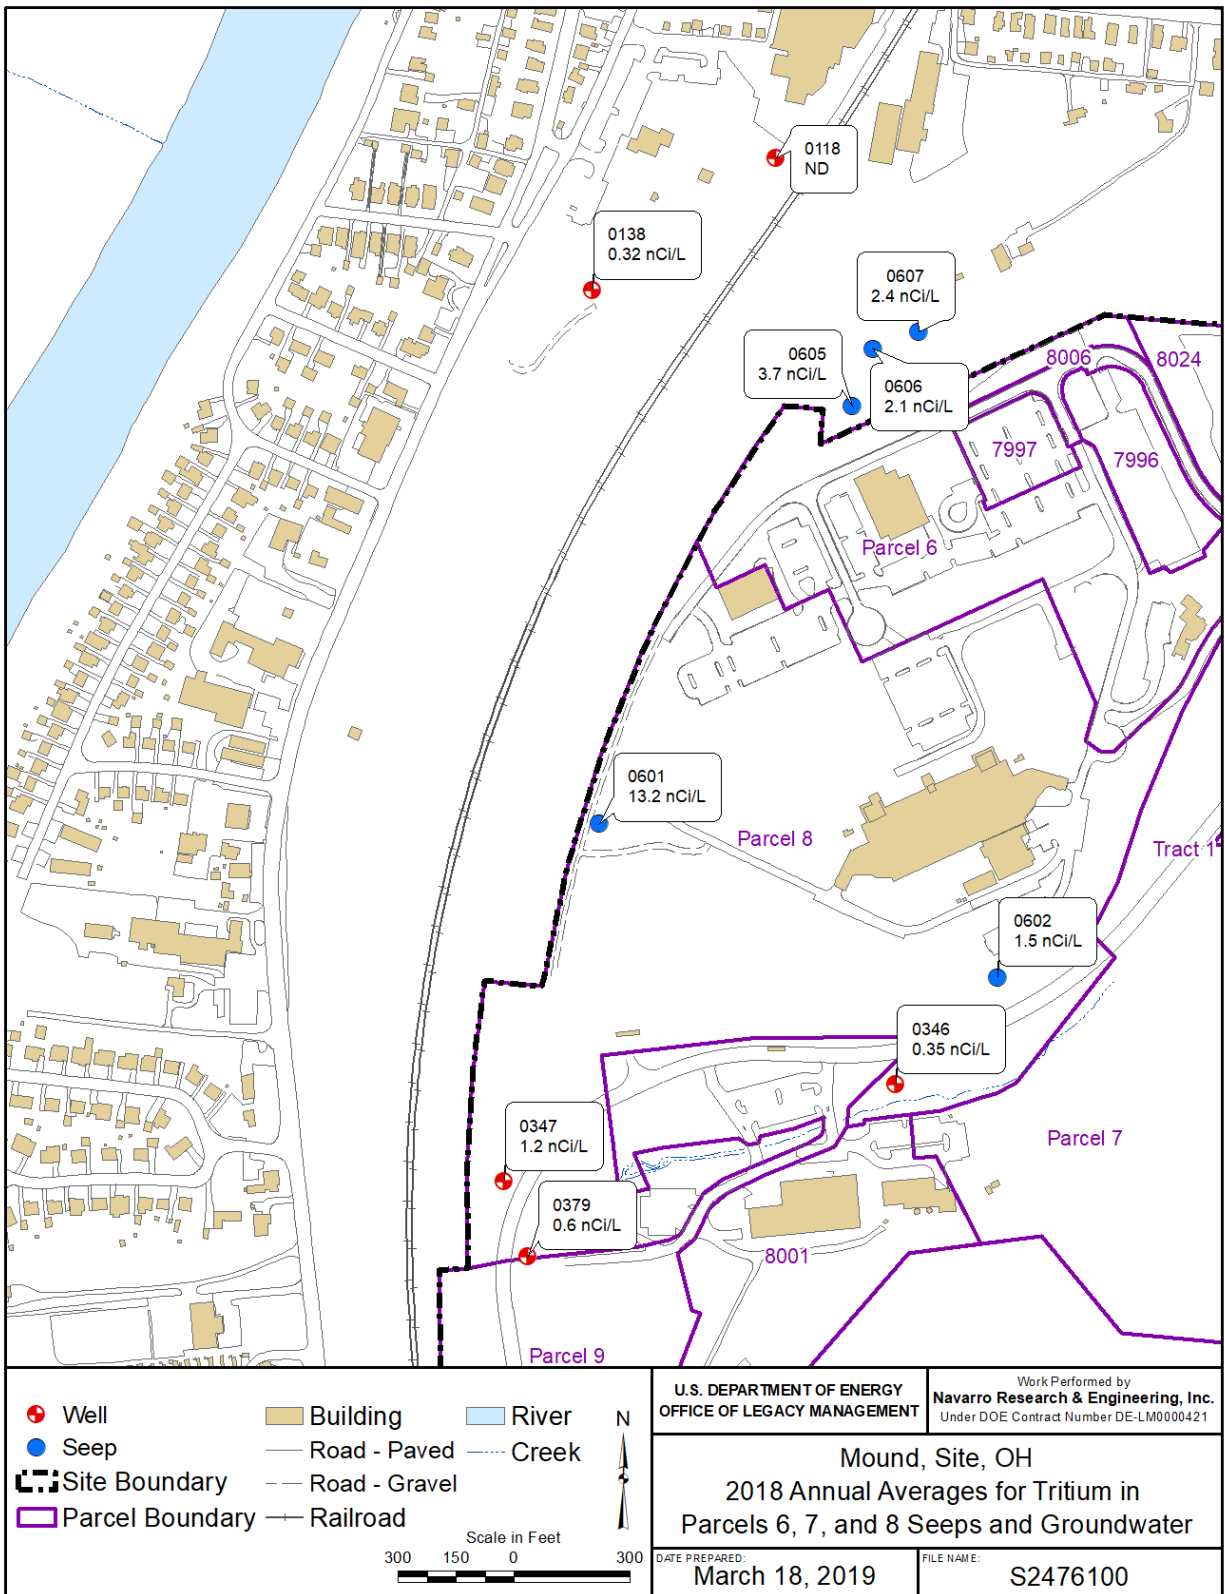 0118
ND
0138
0.32 nCi/L
0607
2.4 nCi/L
0605
3.7 nCi/L
0606
2.1 nCi/L
8006
8024
7997
7996
Parcel 6
0601
13.2 nCi/L
Parcel 8
Tract 1
0602
1.5 nCi/L
0346
0.35 nCi/L
0347
1.2 nCi/L
Parcel 7
0379
0.6 nCi/L
8001
Parcel 9
Well
Seep
Site Boundary
Parcel Boundary
Building
Road - Paved
Road - Gravel
Railroad
River
Creek
N
Scale in Feet
300 150 0 300
U.S. DEPARTMENT OF ENERGY
OFFICE OF LEGACY MANAGEMENT
Work Performed by
Navarro Research & Engineering, Inc.
Under DOE Contract Number DE-LM0000421
Mound, Site, OH
2018 Annual Averages for Tritium in
Parcels 6, 7, and 8 Seeps and Groundwater
DATE PREPARED:
March 18, 2019
FILE NAME:
S2476100